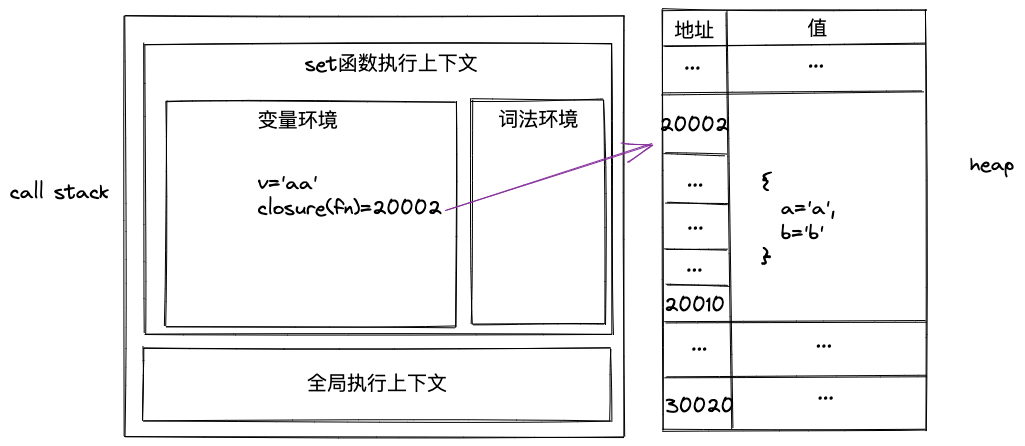 call stack
set函数执行上下文
变量环境
v='aa'
closure(fn)=20002
词法环境
全局执行上下文
地址 值
... ...
20002
...
...
...
20010
{
a='a',
b='b'
}
... ...
30020 ...
heap